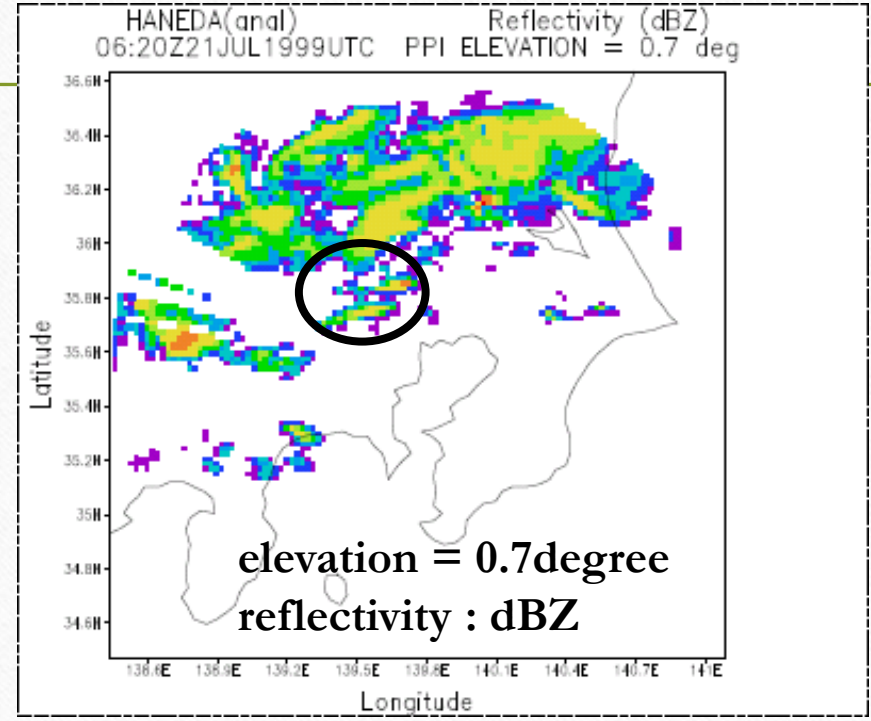 HANEDA(anal) Reflectivity (dBZ)
06:20Z21JUL1999UTC PPI ELEVATION = 0.7 deg
36.6N
36.4N
36.2N
36N
35.8N
35.6N
35.4N
35.2N
35N
34.8N
34.6N
Latitude
elevation = 0.7degree
reflectivity : dBZ
138.6E 138.9E 139.2E 139.5E 139.8E 140.1E 140.4E 140.7E 141E
Longitude